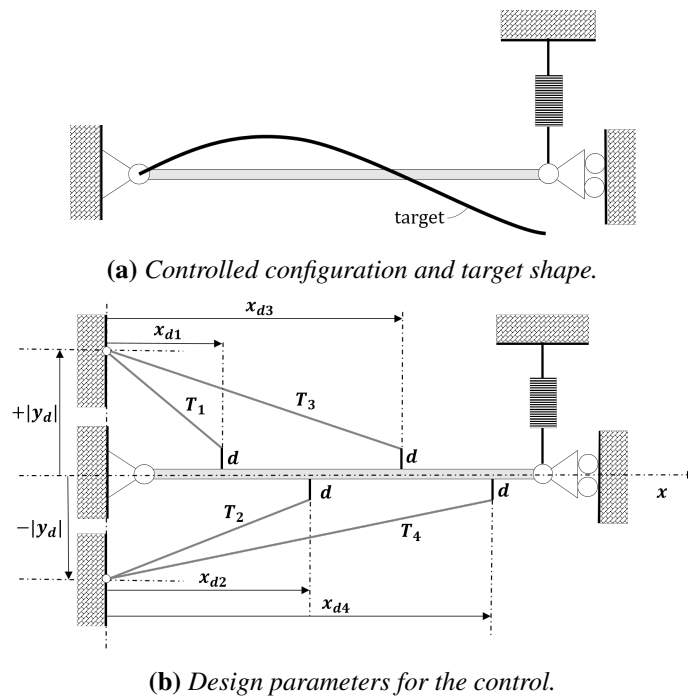 target
(a) Controlled configuration and target shape.
x_{d3}
x_{d1}
+|y_d|
T_1
T_3
d
d
x
d
d
T_2
T_4
−|y_d|
x_{d2}
x_{d4}
(b) Design parameters for the control.